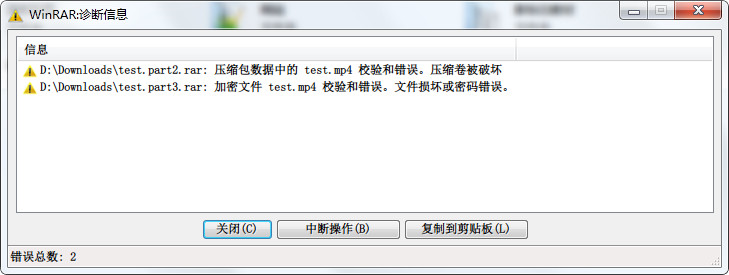 WinRAR:诊断信息
信息
D:\Downloads\test.part2.rar: 压缩包数据中的 test.mp4 校验和错误。压缩卷被破坏
D:\Downloads\test.part3.rar: 加密文件 test.mp4 校验和错误。文件损坏或密码错误。
关闭(C) 中断操作(B) 复制到剪贴板(L)
错误总数: 2